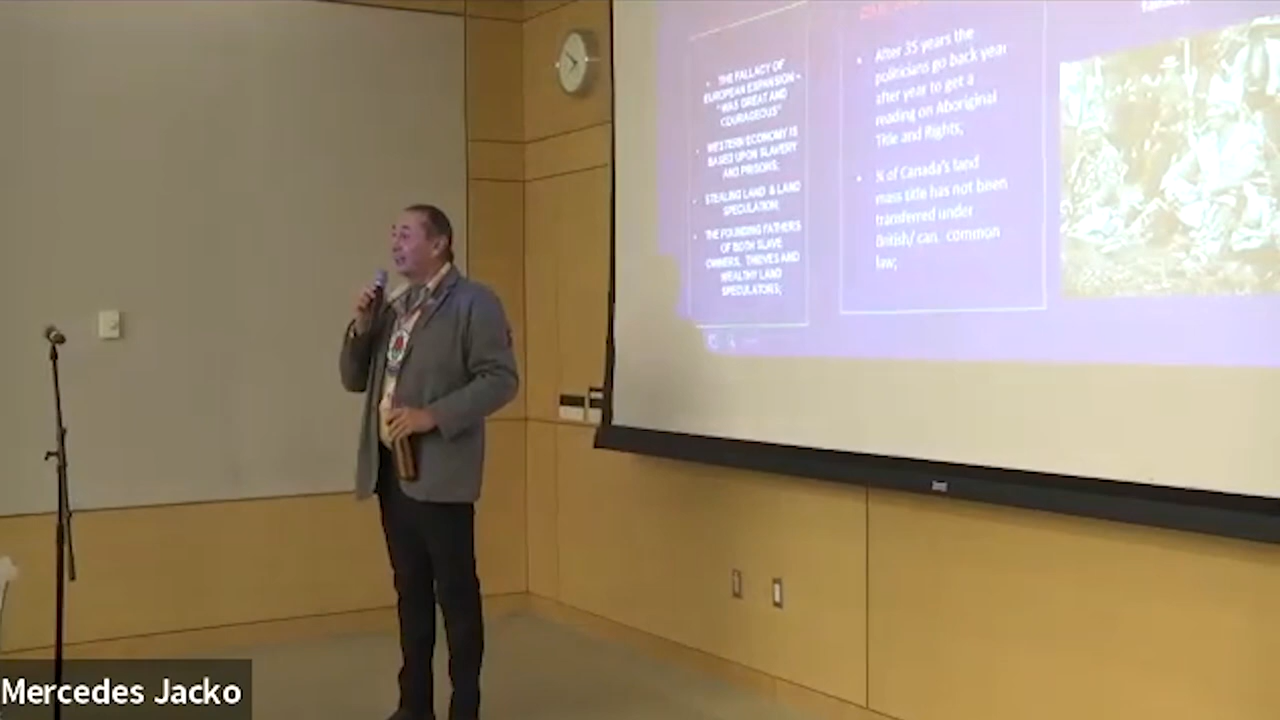 THE FALLACY OF
EUROPEAN EXPANSION –
"WAS GREAT AND
COURAGEOUS"
WESTERN ECONOMY IS
BASED UPON SLAVERY
AND PRISONS;
STEALING LAND & LAND
SPECULATION;
THE FOUNDING FATHERS
OF BOTH SLAVE
OWNERS, THIEVES AND
WEALTHY LAND
SPECULATORS;
After 35 years the
politicians go back year
after year to get a
reading on Aboriginal
Title and Rights;
of Canada's land
mass title has not been
transferred under
British/ can. common
law;
Mercedes Jacko